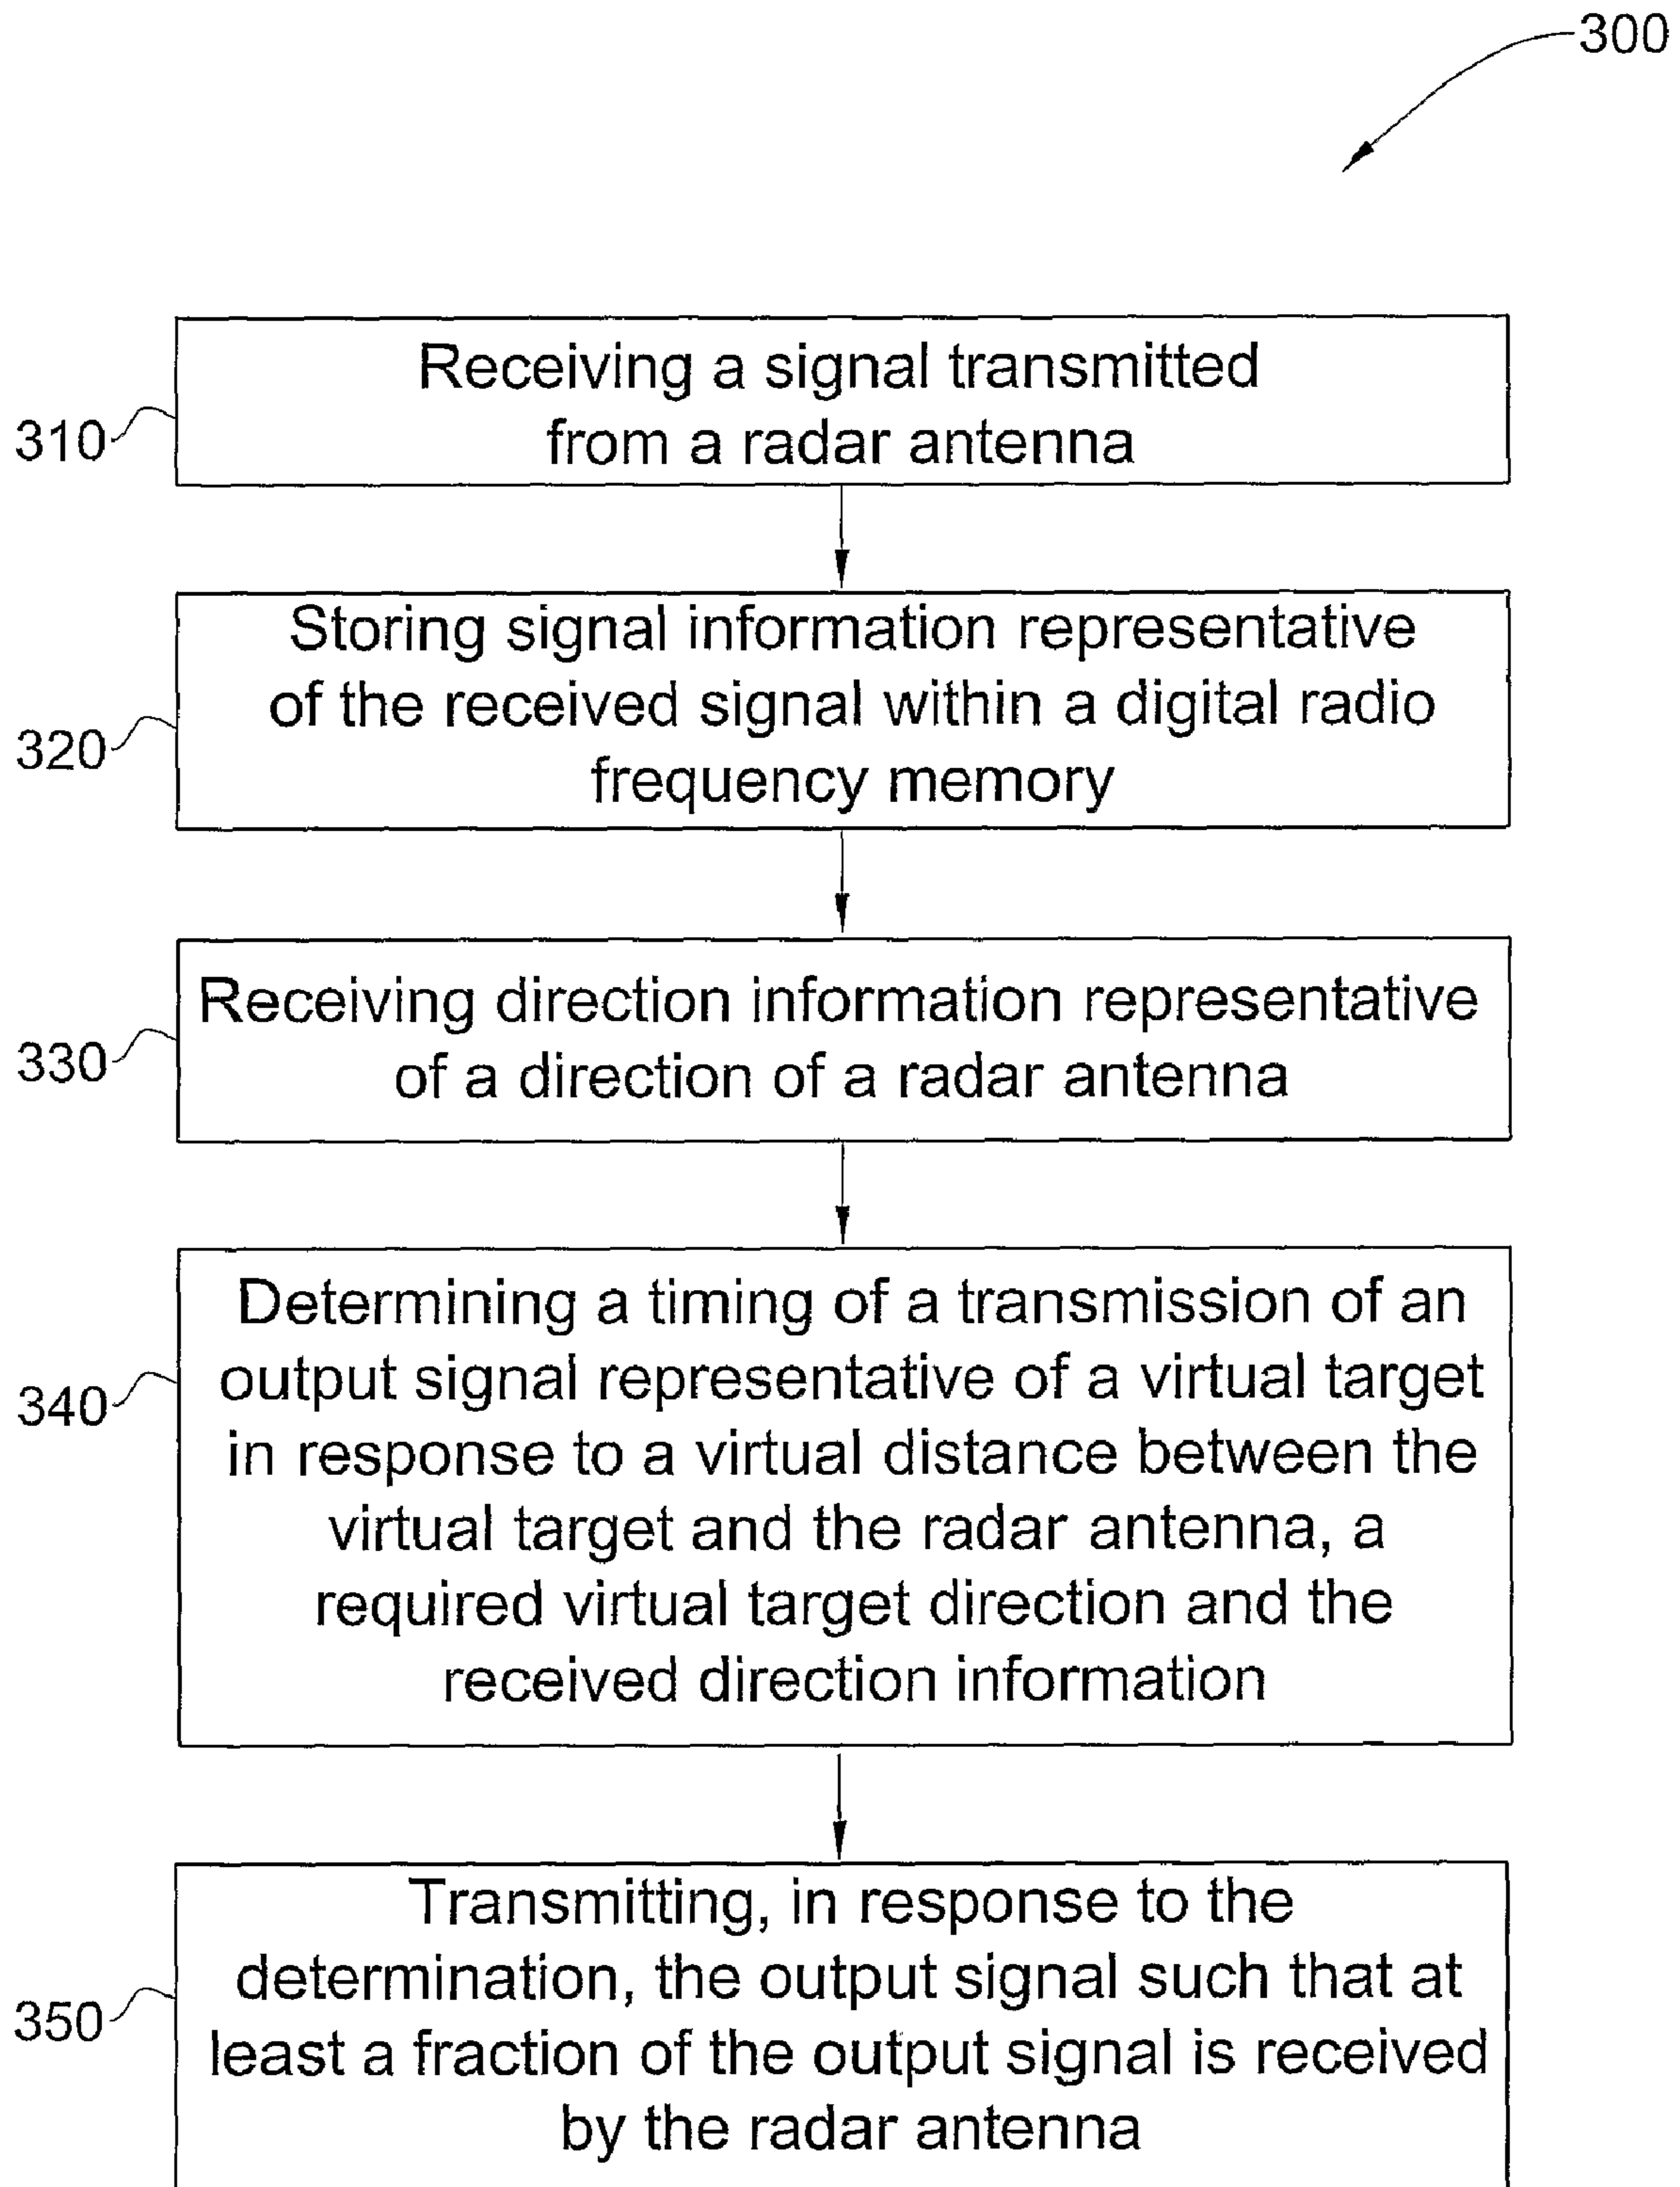 300
Receiving a signal transmitted
from a radar antenna
310
Storing signal information representative
of the received signal within a digital radio
frequency memory
320
Receiving direction information representative
of a direction of a radar antenna
330
Determining a timing of a transmission of an
output signal representative of a virtual target
in response to a virtual distance between the
virtual target and the radar antenna, a
required virtual target direction and the
received direction information
340
Transmitting, in response to the
determination, the output signal such that at
least a fraction of the output signal is received
by the radar antenna
350